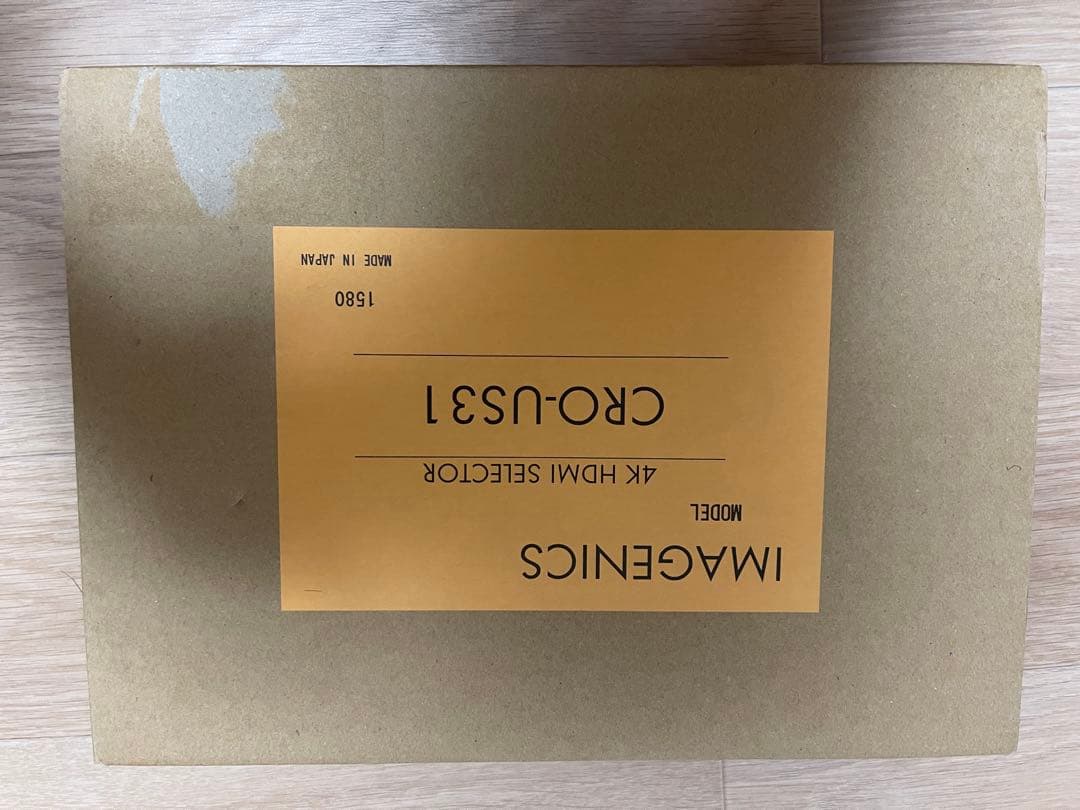 IMAGENICS
MODEL
4K HDMI SELECTOR
CRO-US31
1580
MADE IN JAPAN